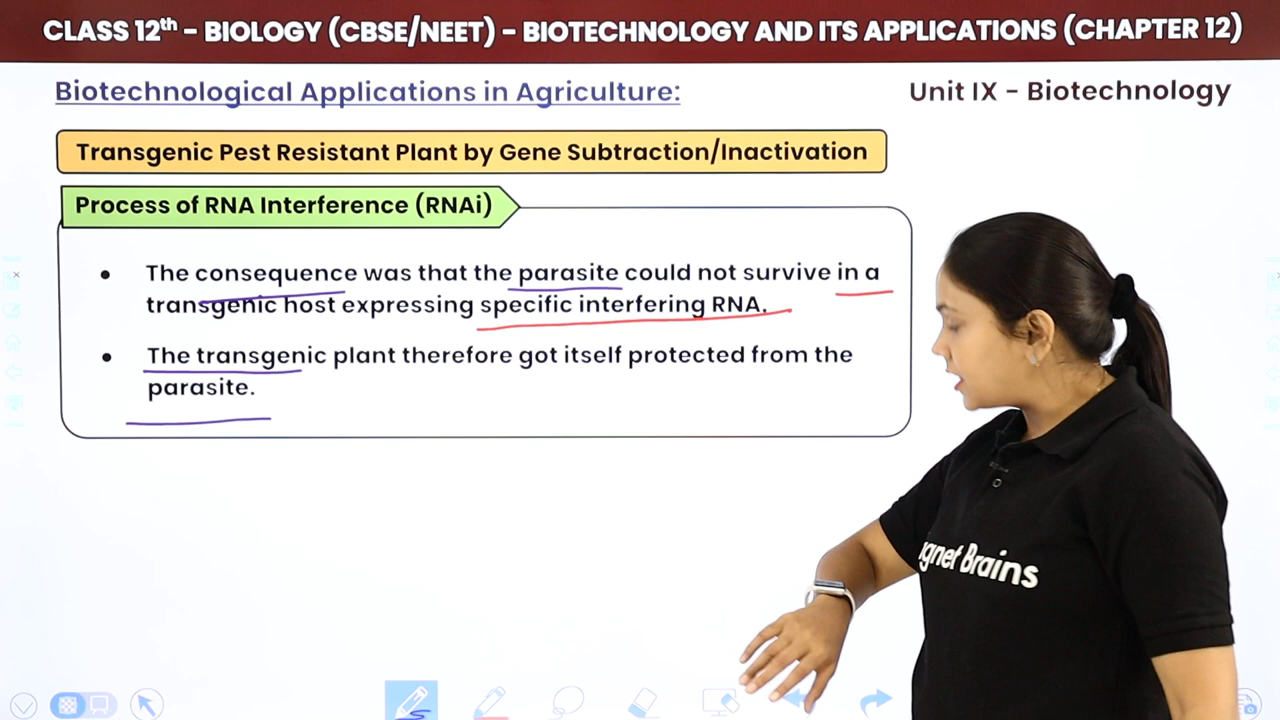 CLASS 12th - BIOLOGY (CBSE/NEET) - BIOTECHNOLOGY AND ITS APPLICATIONS (CHAPTER 12)
Biotechnological Applications in Agriculture:
Unit IX - Biotechnology
Transgenic Pest Resistant Plant by Gene Subtraction/Inactivation
Process of RNA Interference (RNAi)
• The consequence was that the parasite could not survive in a
transgenic host expressing specific interfering RNA.
• The transgenic plant therefore got itself protected from the
parasite.
gnet Brains